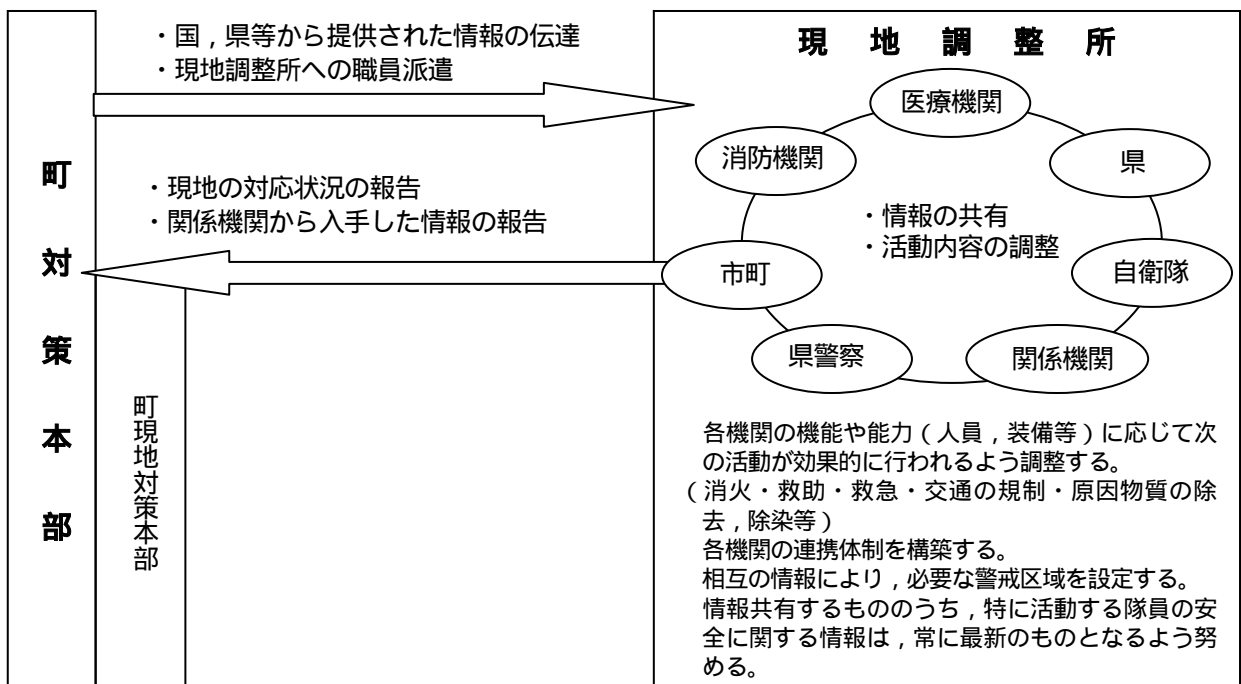 ・国，県等から提供された情報の伝達
・現地調整所への職員派遣
・現地の対応状況の報告
・関係機関から入手した情報の報告
町対策本部
町現地対策本部
現地調整所
医療機関
消防機関
県
・情報の共有
・活動内容の調整
市町
自衛隊
県警察
関係機関
各機関の機能や能力（人員，装備等）に応じて次
の活動が効果的に行われるよう調整する。
（消火・救助・救急・交通の規制・原因物質の除
去，除染等）
各機関の連携体制を構築する。
相互の情報により，必要な警戒区域を設定する。
情報共有するもののうち，特に活動する隊員の安
全に関する情報は，常に最新のものとなるよう努
める。